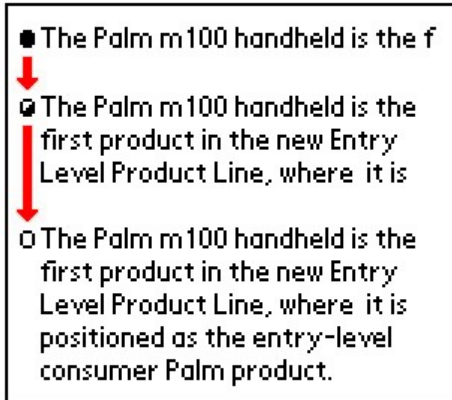 The Palm m100 handheld is the f
The Palm m100 handheld is the
first product in the new Entry
Level Product Line, where it is
The Palm m100 handheld is the
first product in the new Entry
Level Product Line, where it is
positioned as the entry-level
consumer Palm product.